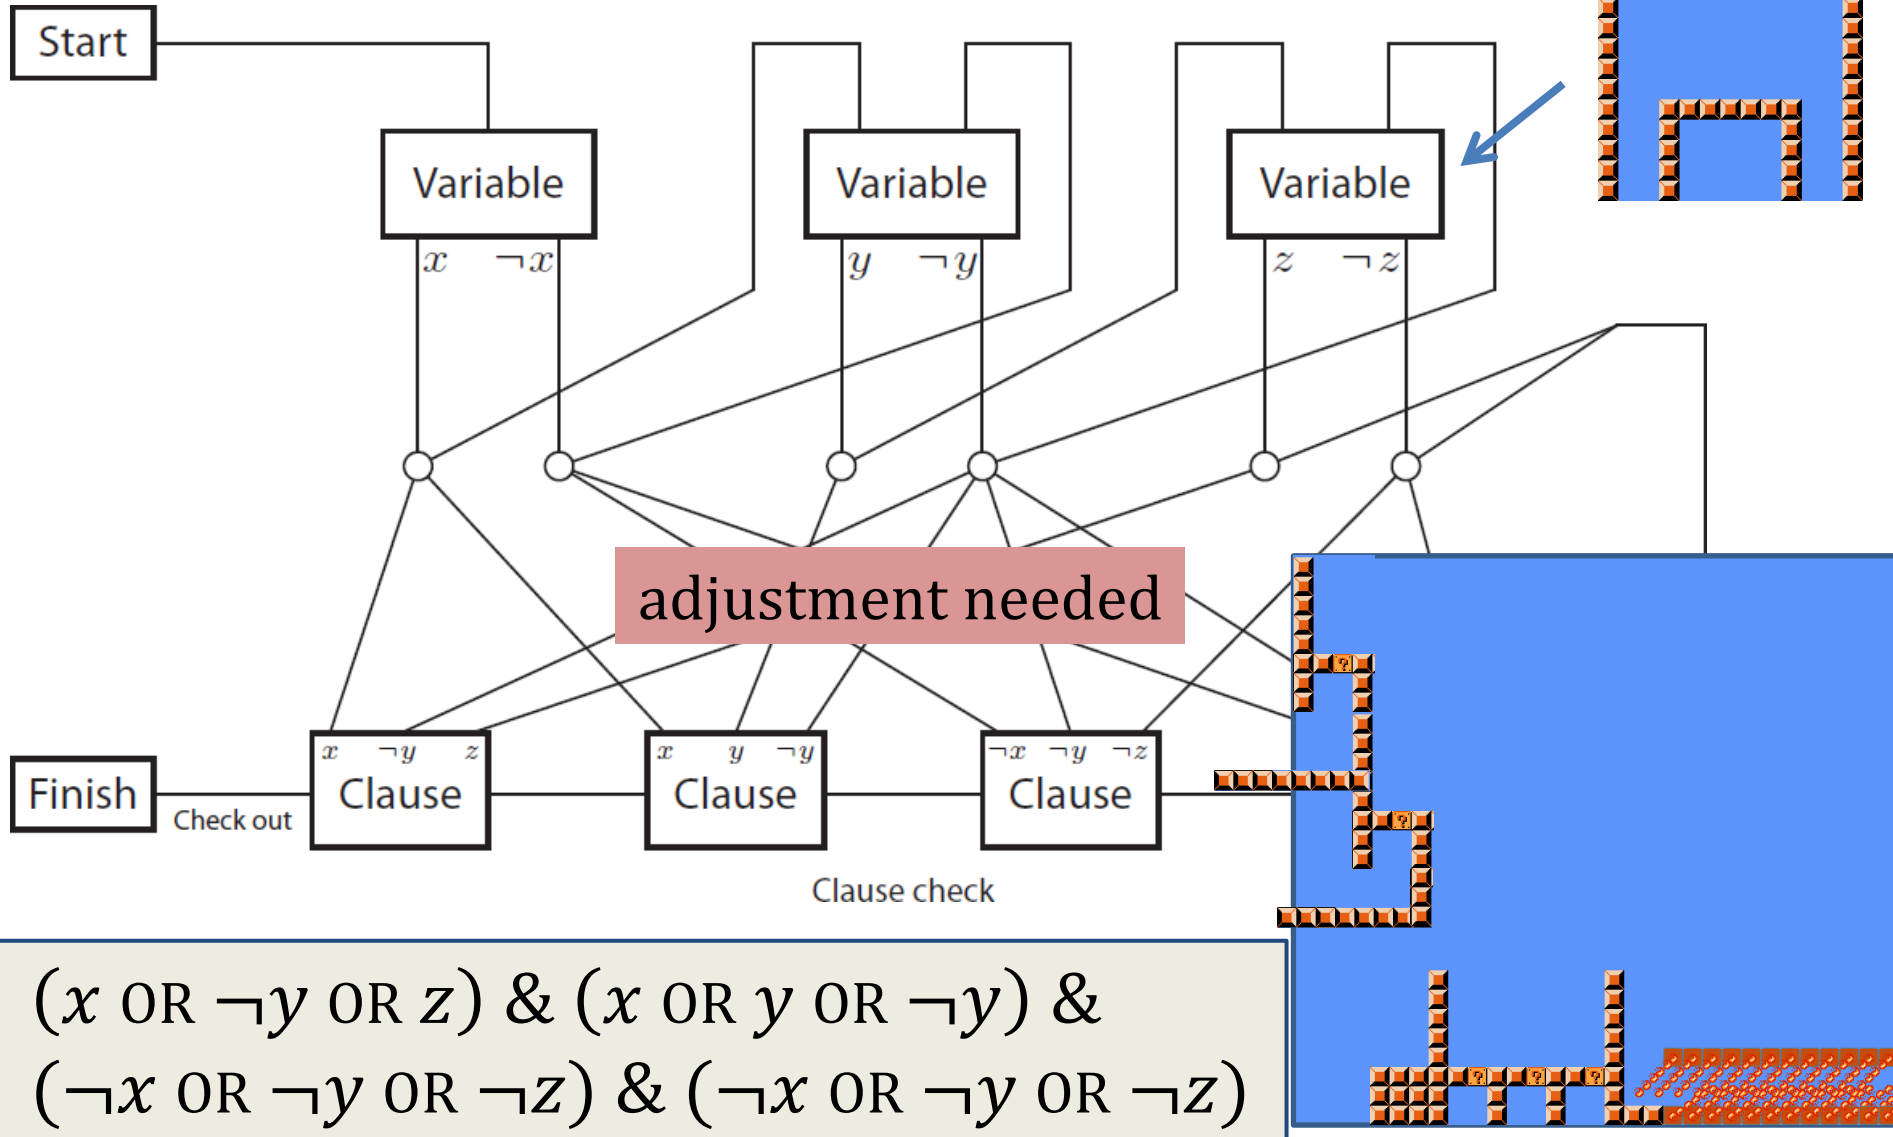 Start
Variable
Variable
Variable
x ¬x
y ¬y
z ¬z
adjustment needed
x ¬y z
x y ¬y
¬x ¬y ¬z
Finish
Clause
Clause
Clause
Check out
Clause check
?
?
(x OR ¬y OR z) & (x OR y OR ¬y) &
(¬x OR ¬y OR ¬z) & (¬x OR ¬y OR ¬z)
? ? ?